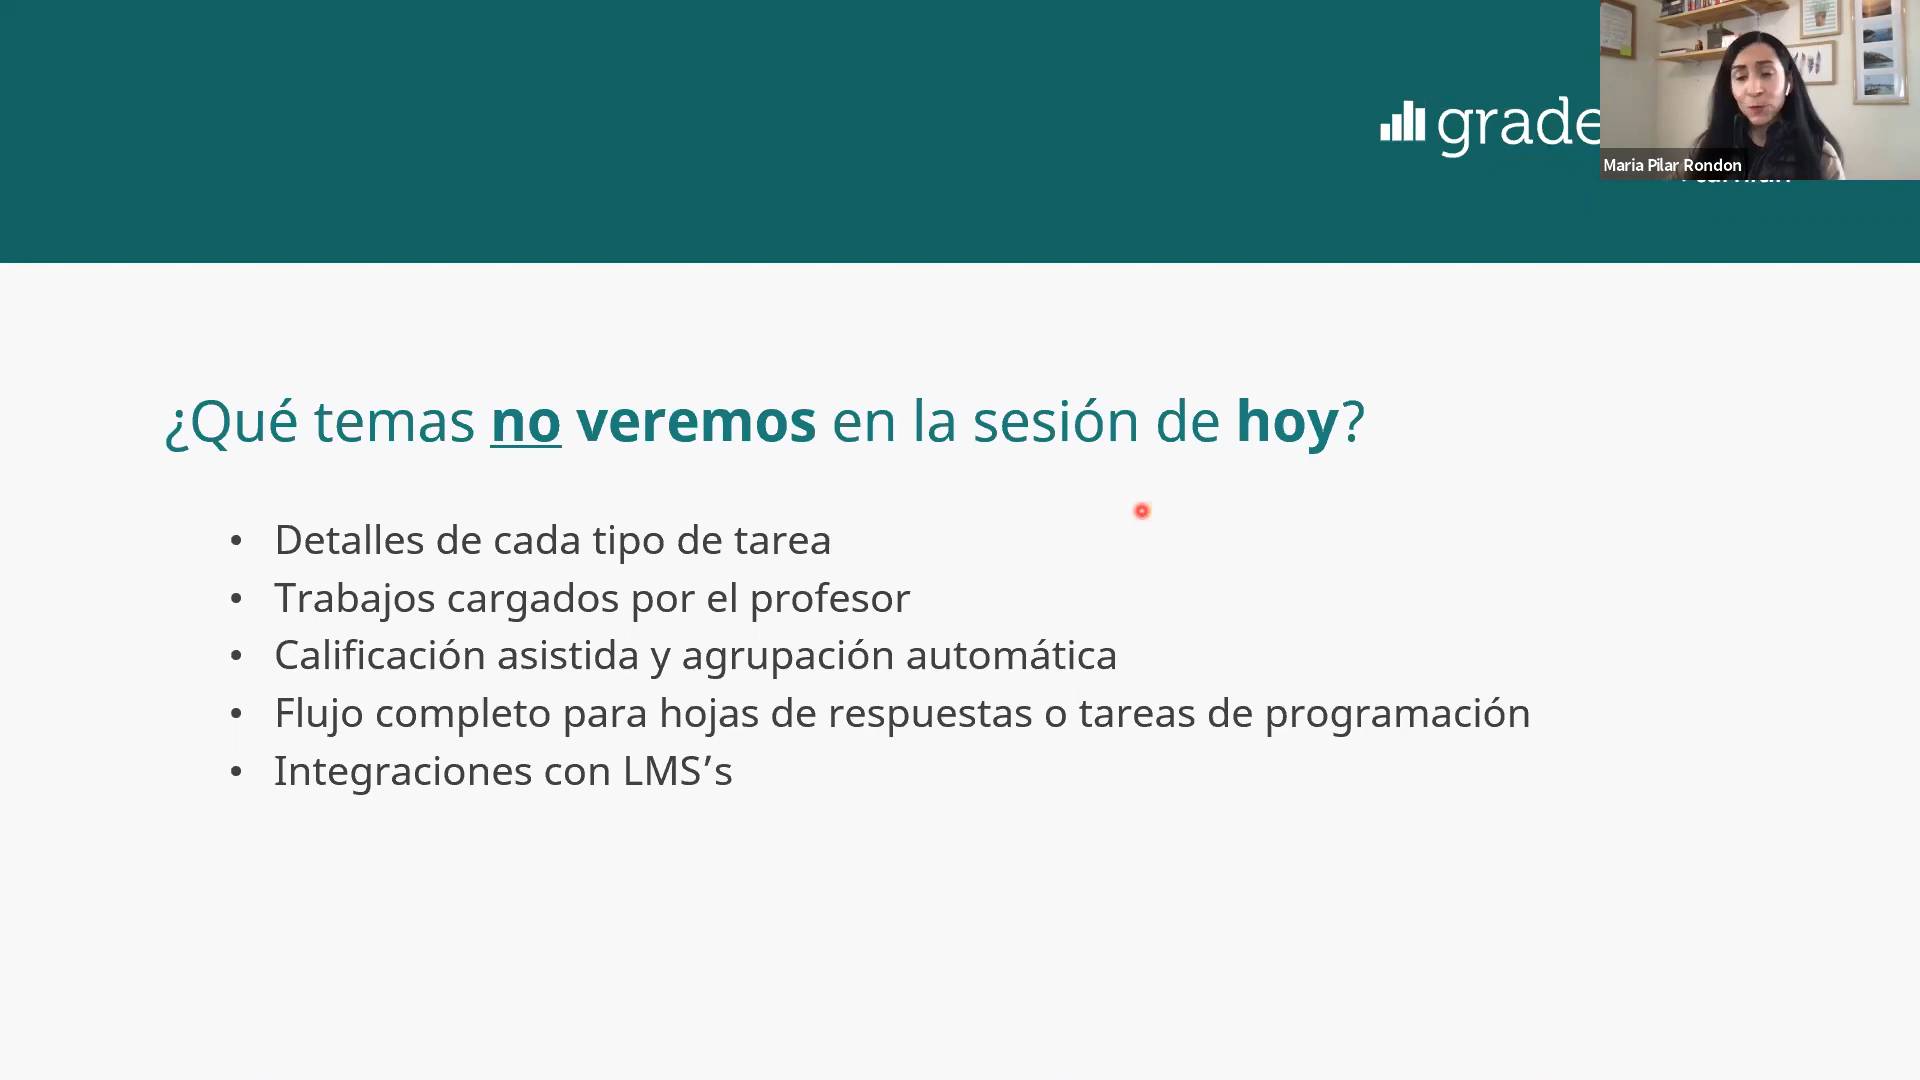 grade
Maria Pilar Rondon
¿Qué temas no veremos en la sesión de hoy?
• Detalles de cada tipo de tarea
• Trabajos cargados por el profesor
• Calificación asistida y agrupación automática
• Flujo completo para hojas de respuestas o tareas de programación
• Integraciones con LMS’s